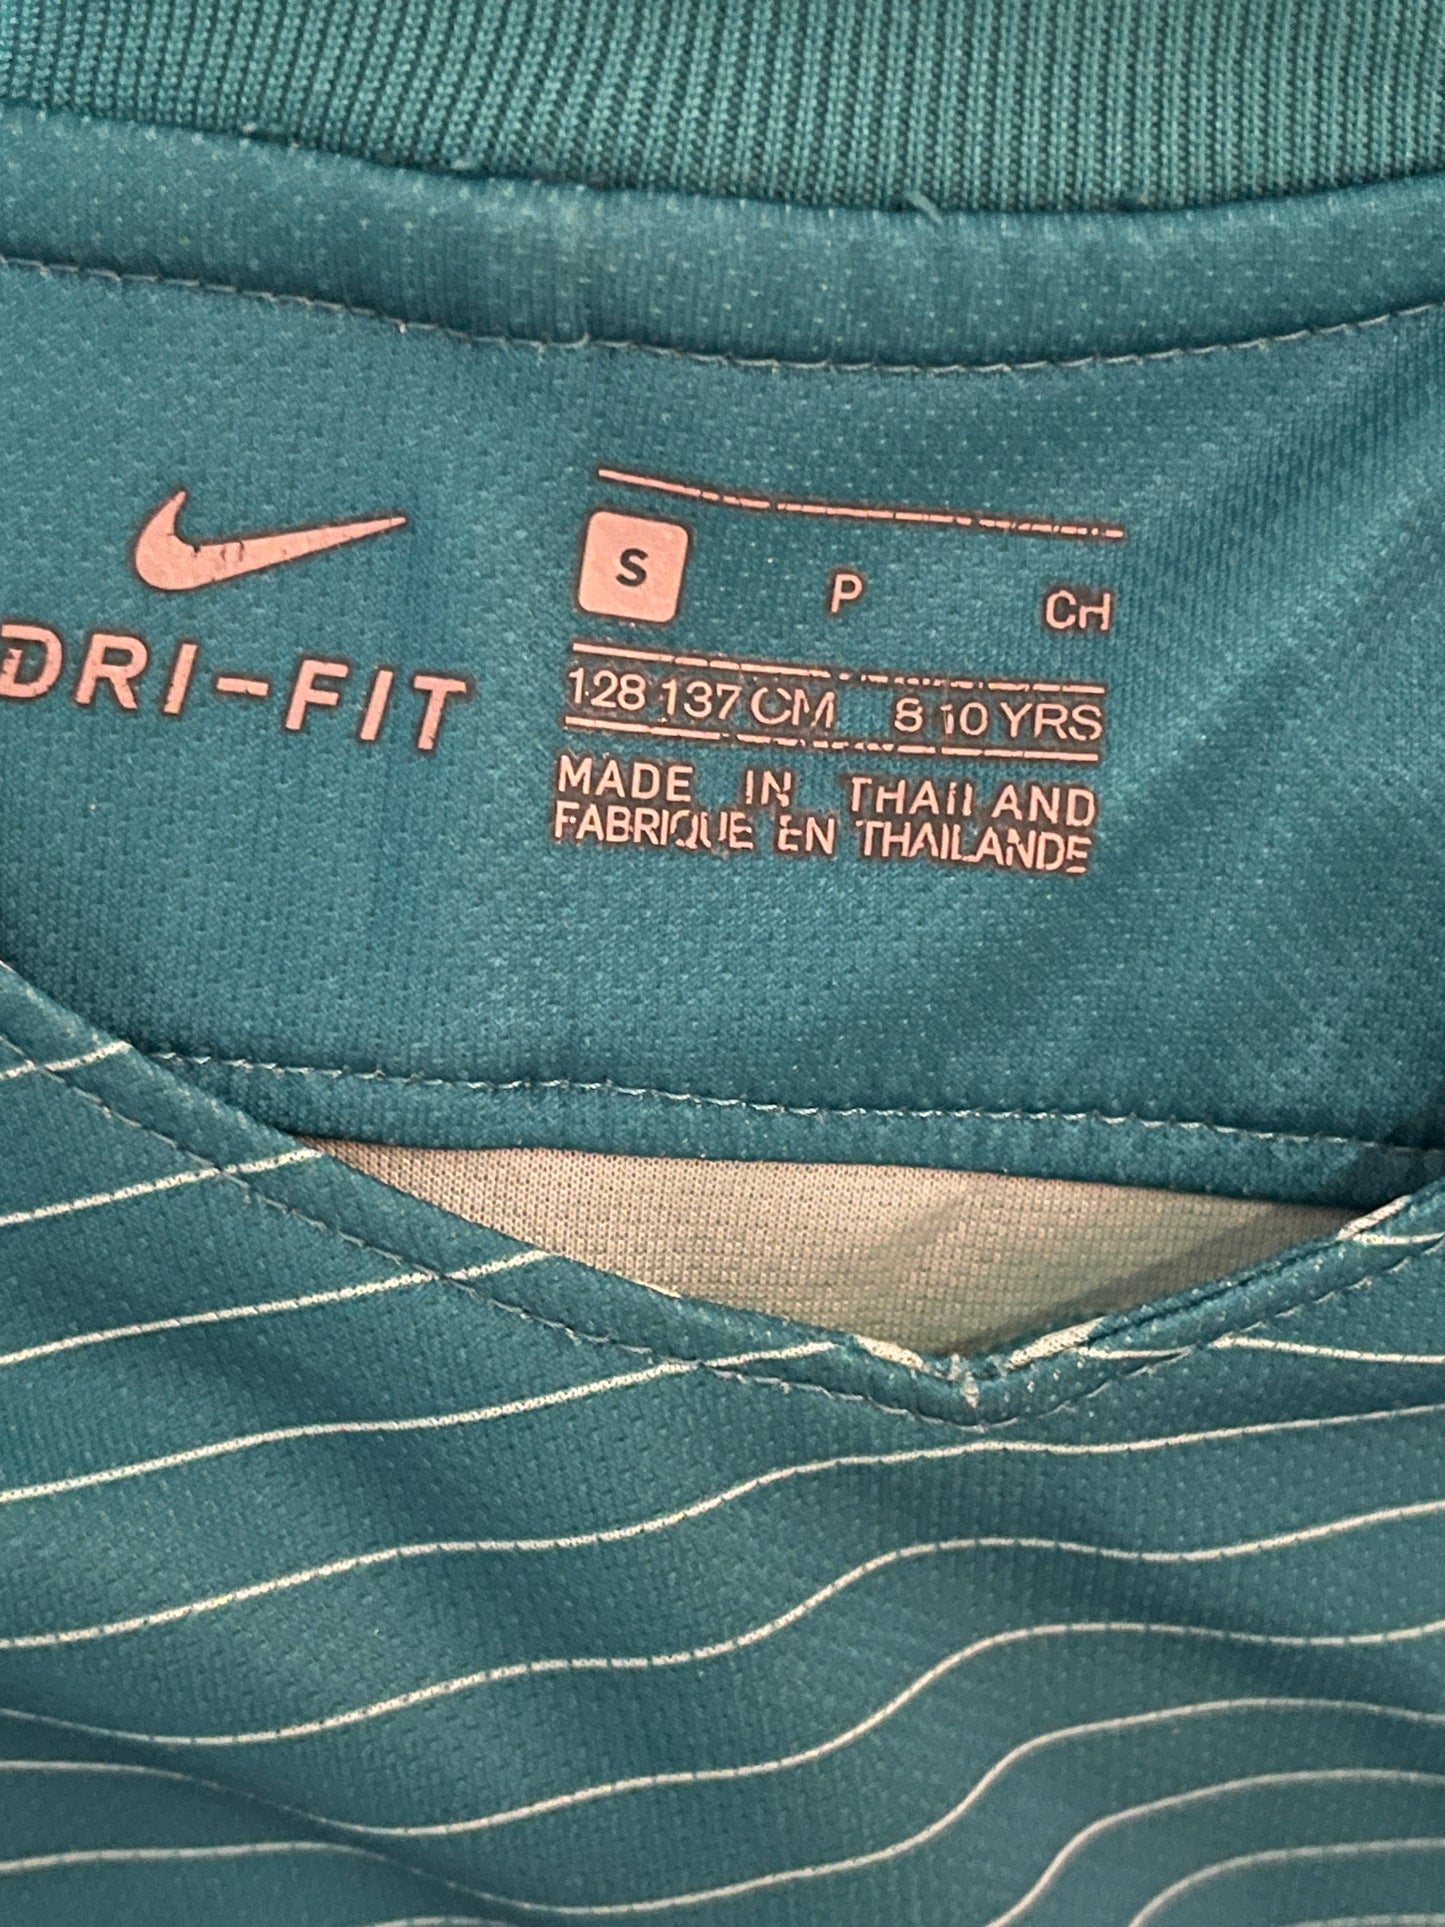 DRI-FIT
S P CH
128 137 CM 8 10 YRS
MADE IN THAILAND
FABRIQUE EN THAILANDE